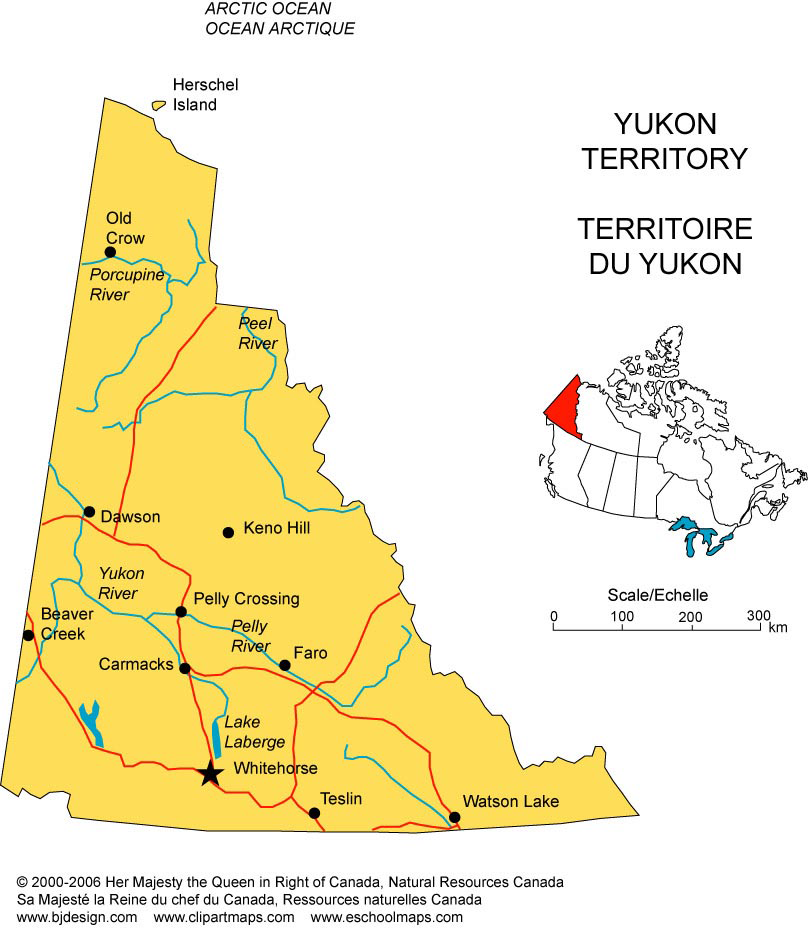 ARCTIC OCEAN
OCEAN ARCTIQUE
Herschel
Island
YUKON
TERRITORY
TERRITOIRE
DU YUKON
Old
Crow
Porcupine
River
Peel
River
Dawson
Keno Hill
Yukon
River
Pelly Crossing
Beaver
Creek
Pelly
River
Carmacks
Faro
Lake
Laberge
Whitehorse
Teslin
Watson Lake
Scale/Echelle
0 100 200 300
km
© 2000-2006 Her Majesty the Queen in Right of Canada, Natural Resources Canada
Sa Majesté la Reine du chef du Canada, Ressources naturelles Canada
www.bjdesign.com www.clipartmaps.com www.eschoolmaps.com